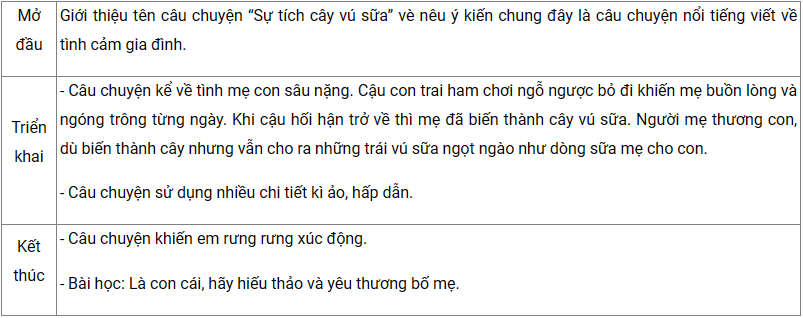 Mở
đầu
Giới thiệu tên câu chuyện “Sự tích cây vú sữa” vè nêu ý kiến chung đây là câu chuyện nổi tiếng viết về
tình cảm gia đình.
Triển
khai
- Câu chuyện kể về tình mẹ con sâu nặng. Cậu con trai ham chơi ngỗ ngược bỏ đi khiến mẹ buồn lòng và
ngóng trông từng ngày. Khi cậu hối hận trở về thì mẹ đã biến thành cây vú sữa. Người mẹ thương con,
dù biến thành cây nhưng vẫn cho ra những trái vú sữa ngọt ngào như dòng sữa mẹ cho con.
- Câu chuyện sử dụng nhiều chi tiết kì ảo, hấp dẫn.
Kết
thúc
- Câu chuyện khiến em rưng rưng xúc động.
- Bài học: Là con cái, hãy hiếu thảo và yêu thương bố mẹ.